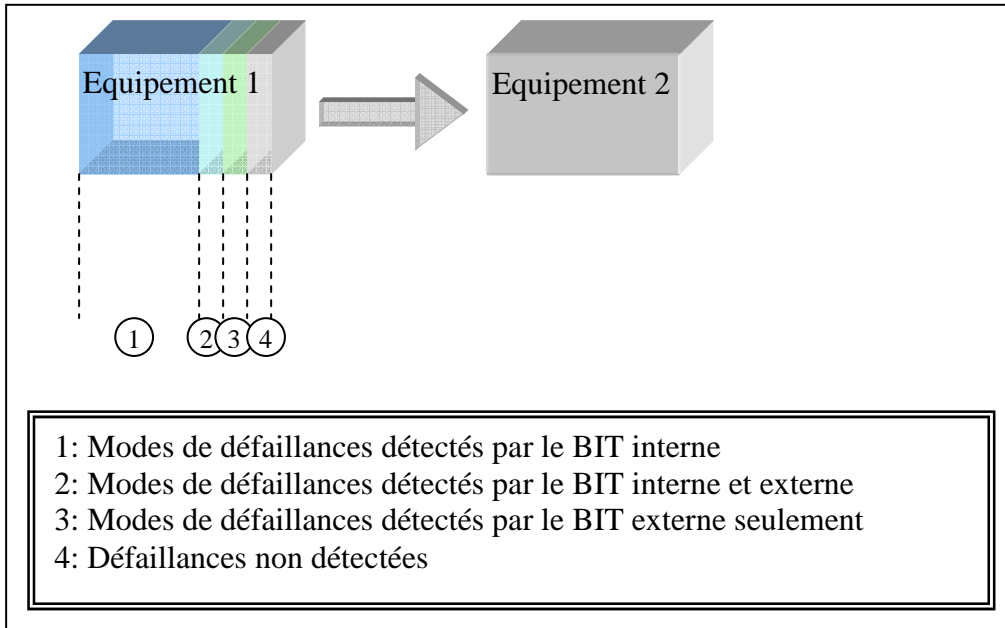 Equipement 1
Equipement 2
1 2 3 4
1: Modes de défaillances détectés par le BIT interne
2: Modes de défaillances détectés par le BIT interne et externe
3: Modes de défaillances détectés par le BIT externe seulement
4: Défaillances non détectées